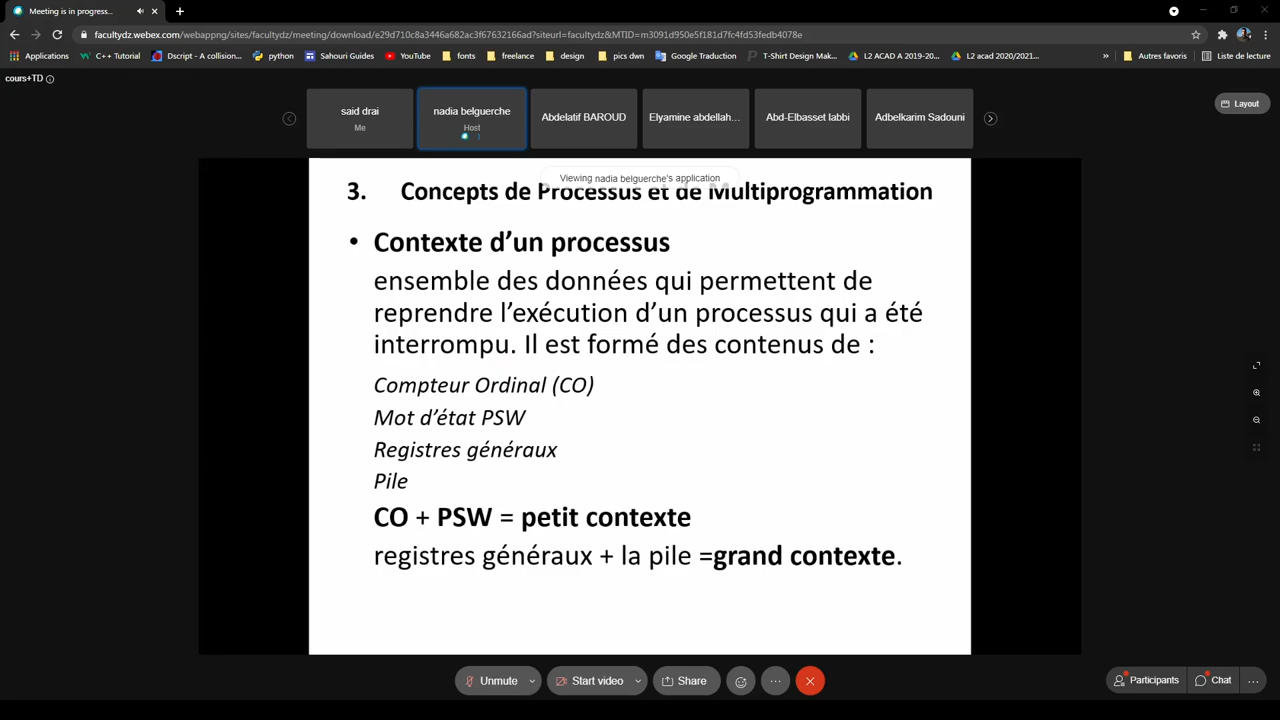 Meeting is in progress...
facultydz.webex.com/webappng/sites/facultydz/meeting/download/e29d710c8a3446a682ac3f67632166ad?siteurl=facultydz&MTID=m3091d950e5f181d7fc4fd53fedb4078e
Applications C++ Tutorial Dscript - A collision... python Sahouri Guides YouTube fonts freelance design pics dwn Google Traduction T-Shirt Design Mak... L2 ACAD A 2019-20... L2 acad 2020/2021... » Autres favoris Liste de lecture
cours+TD
said drai
Me
nadia belguerche
Host
Abdelatif BAROUD
Elyamine abdellah...
Abd-Elbasset labbi
Adbelkarim Sadouni
Layout
Viewing nadia belguerche's application
3. Concepts de Processus et de Multiprogrammation
• Contexte d’un processus
ensemble des données qui permettent de
reprendre l’exécution d’un processus qui a été
interrompu. Il est formé des contenus de :
Compteur Ordinal (CO)
Mot d’état PSW
Registres généraux
Pile
CO + PSW = petit contexte
registres généraux + la pile =grand contexte.
Unmute Start video Share
Participants Chat